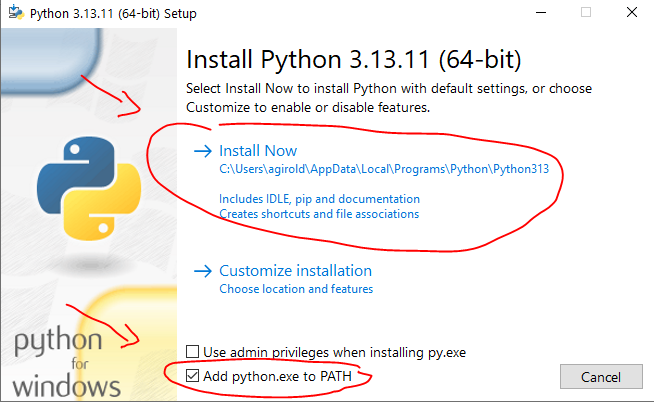 Python 3.13.11 (64-bit) Setup
Install Python 3.13.11 (64-bit)
Select Install Now to install Python with default settings, or choose
Customize to enable or disable features.
Install Now
C:\Users\agirold\AppData\Local\Programs\Python\Python313
Includes IDLE, pip and documentation
Creates shortcuts and file associations
Customize installation
Choose location and features
python
for
windows
Use admin privileges when installing py.exe
Add python.exe to PATH
Cancel